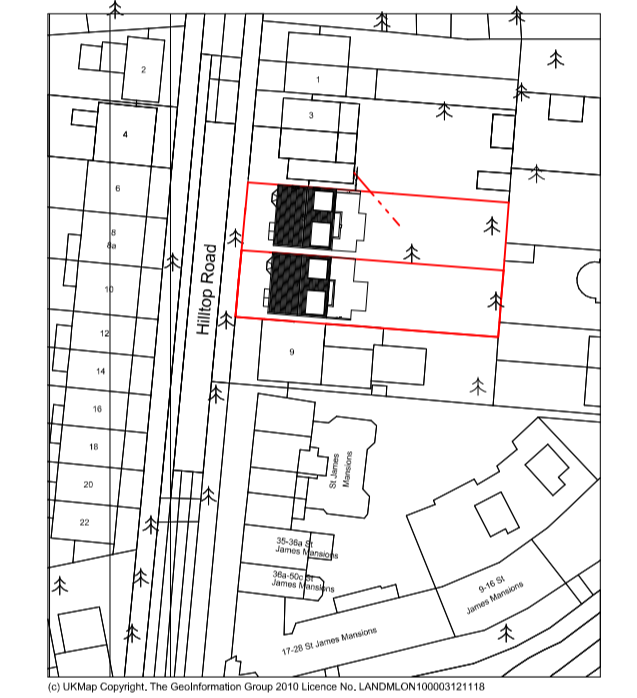 2
1
3
4
6
8
8a
10
Hilltop Road
12
14
9
16
18
20
22
St James
Mansions
35-36a St
James Mansions
36a-50c St
James Mansions
9-16 St
James Mansions
17-28 St James Mansions
(c) UKMap Copyright. The GeoInformation Group 2010 Licence No. LANDMLON100003121118